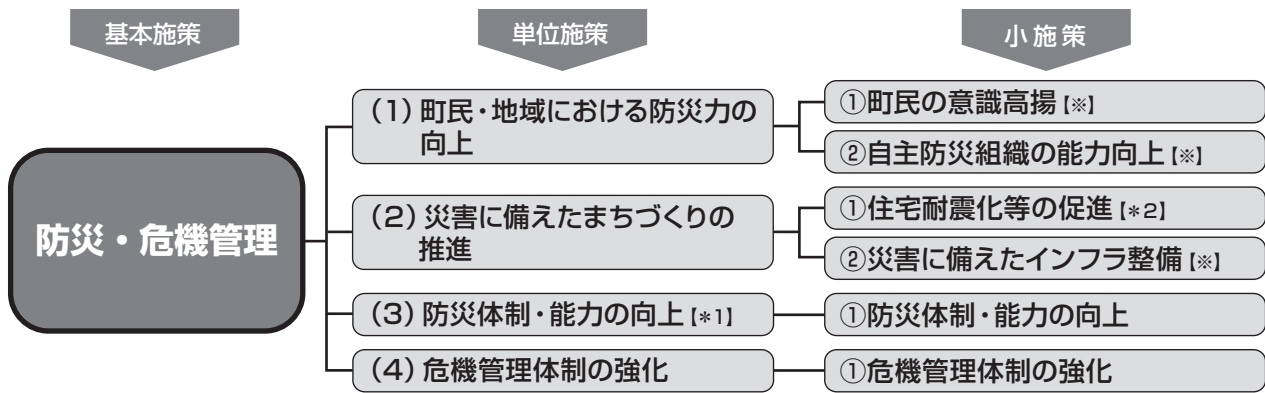 基本施策
単位施策
小施策
防災・危機管理
(1)町民・地域における防災力の
向上
①町民の意識高揚【※】
②自主防災組織の能力向上【※】
(2)災害に備えたまちづくりの
推進
①住宅耐震化等の促進【*2】
②災害に備えたインフラ整備【※】
(3)防災体制・能力の向上【*1】
①防災体制・能力の向上
(4)危機管理体制の強化
①危機管理体制の強化